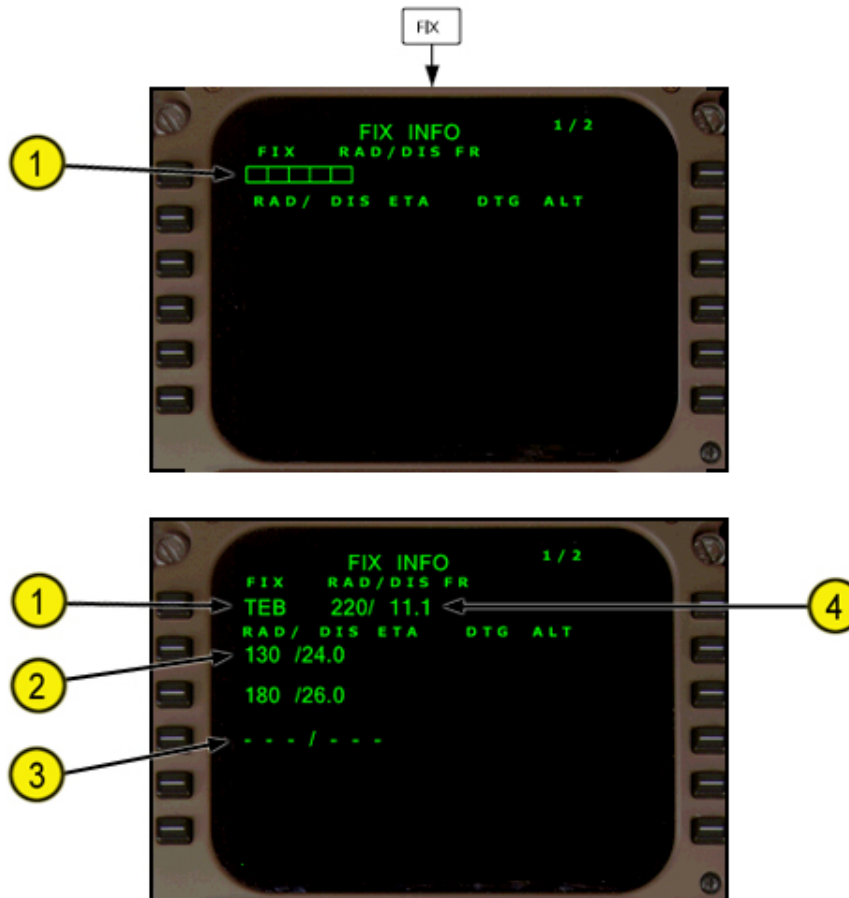 FIX
FIX INFO 1 / 2
FIX RAD/DIS FR
RAD/ DIS ETA DTG ALT
1
FIX INFO 1 / 2
FIX RAD/DIS FR
TEB 220/ 11.1
RAD/ DIS ETA DTG ALT
130 /24.0
180 /26.0
- - - / - - -
1
2
3
4